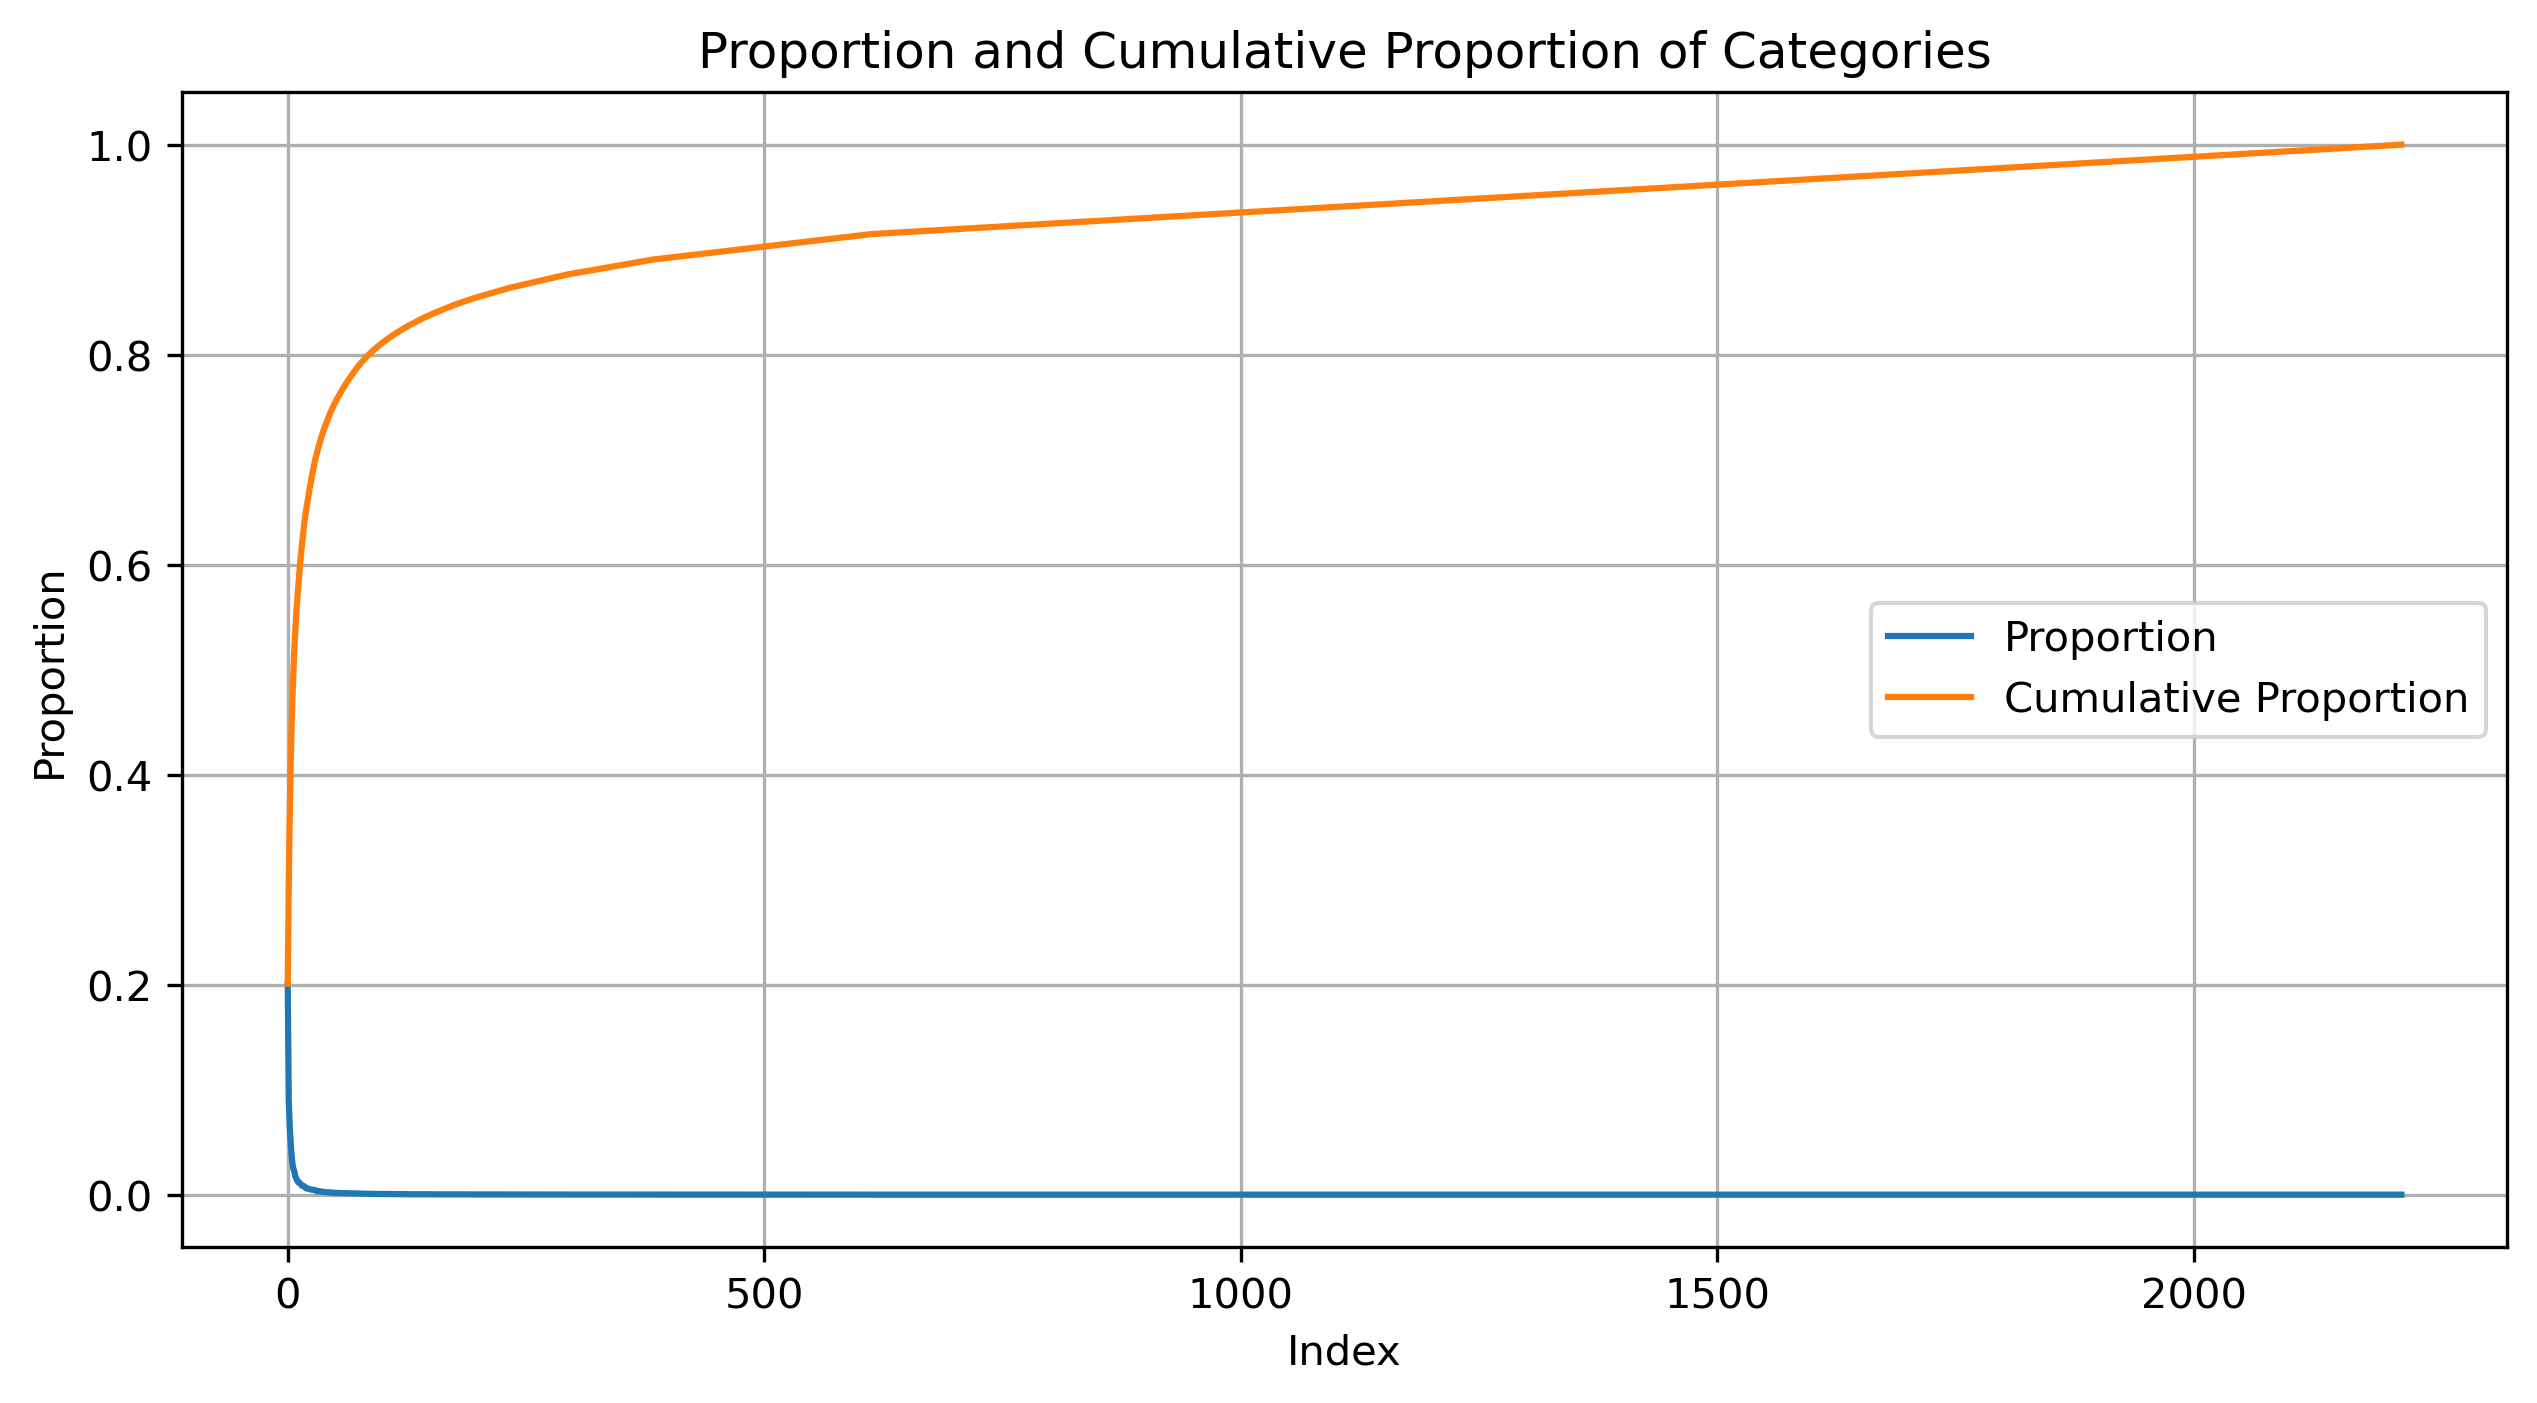 Proportion and Cumulative Proportion of Categories
Proportion
1.0
0.8
0.6
0.4
0.2
0.0
Proportion
Cumulative Proportion
0 500 1000 1500 2000
Index